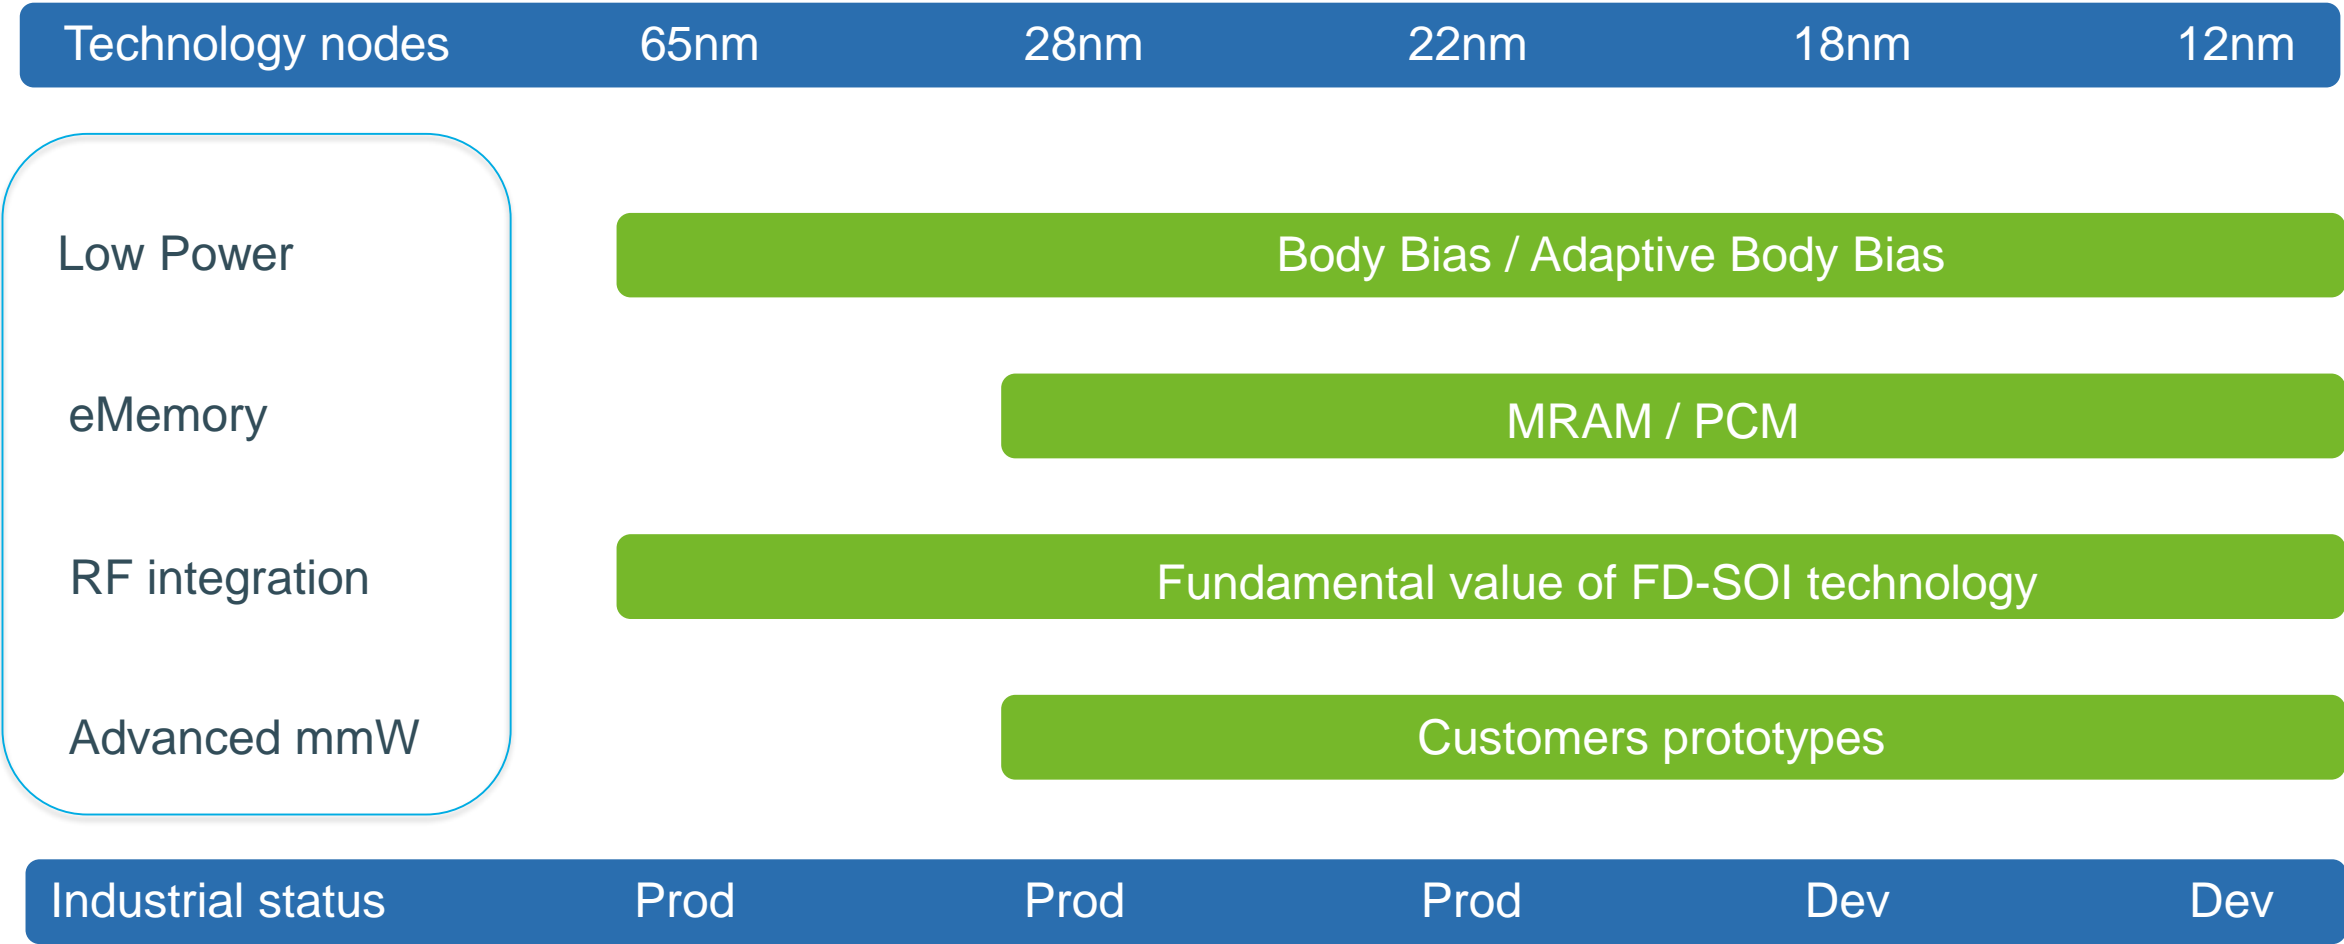 Technology nodes 65nm 28nm 22nm 18nm 12nm
Low Power Body Bias / Adaptive Body Bias
eMemory MRAM / PCM
RF integration Fundamental value of FD-SOI technology
Advanced mmW Customers prototypes
Industrial status Prod Prod Prod Dev Dev